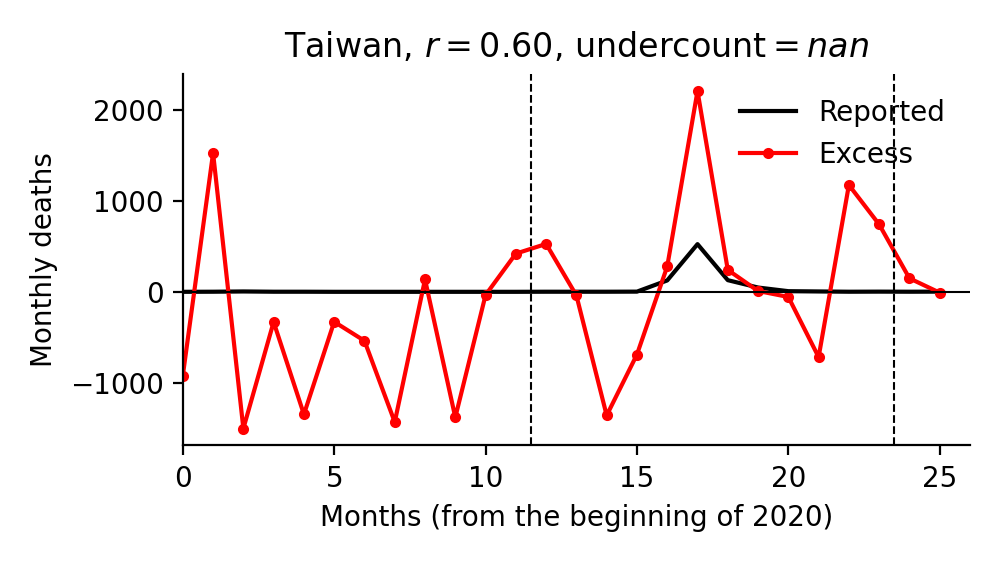 Taiwan, r = 0.60, undercount = nan
Monthly deaths
2000
1000
0
−1000
Reported
Excess
0 5 10 15 20 25
Months (from the beginning of 2020)